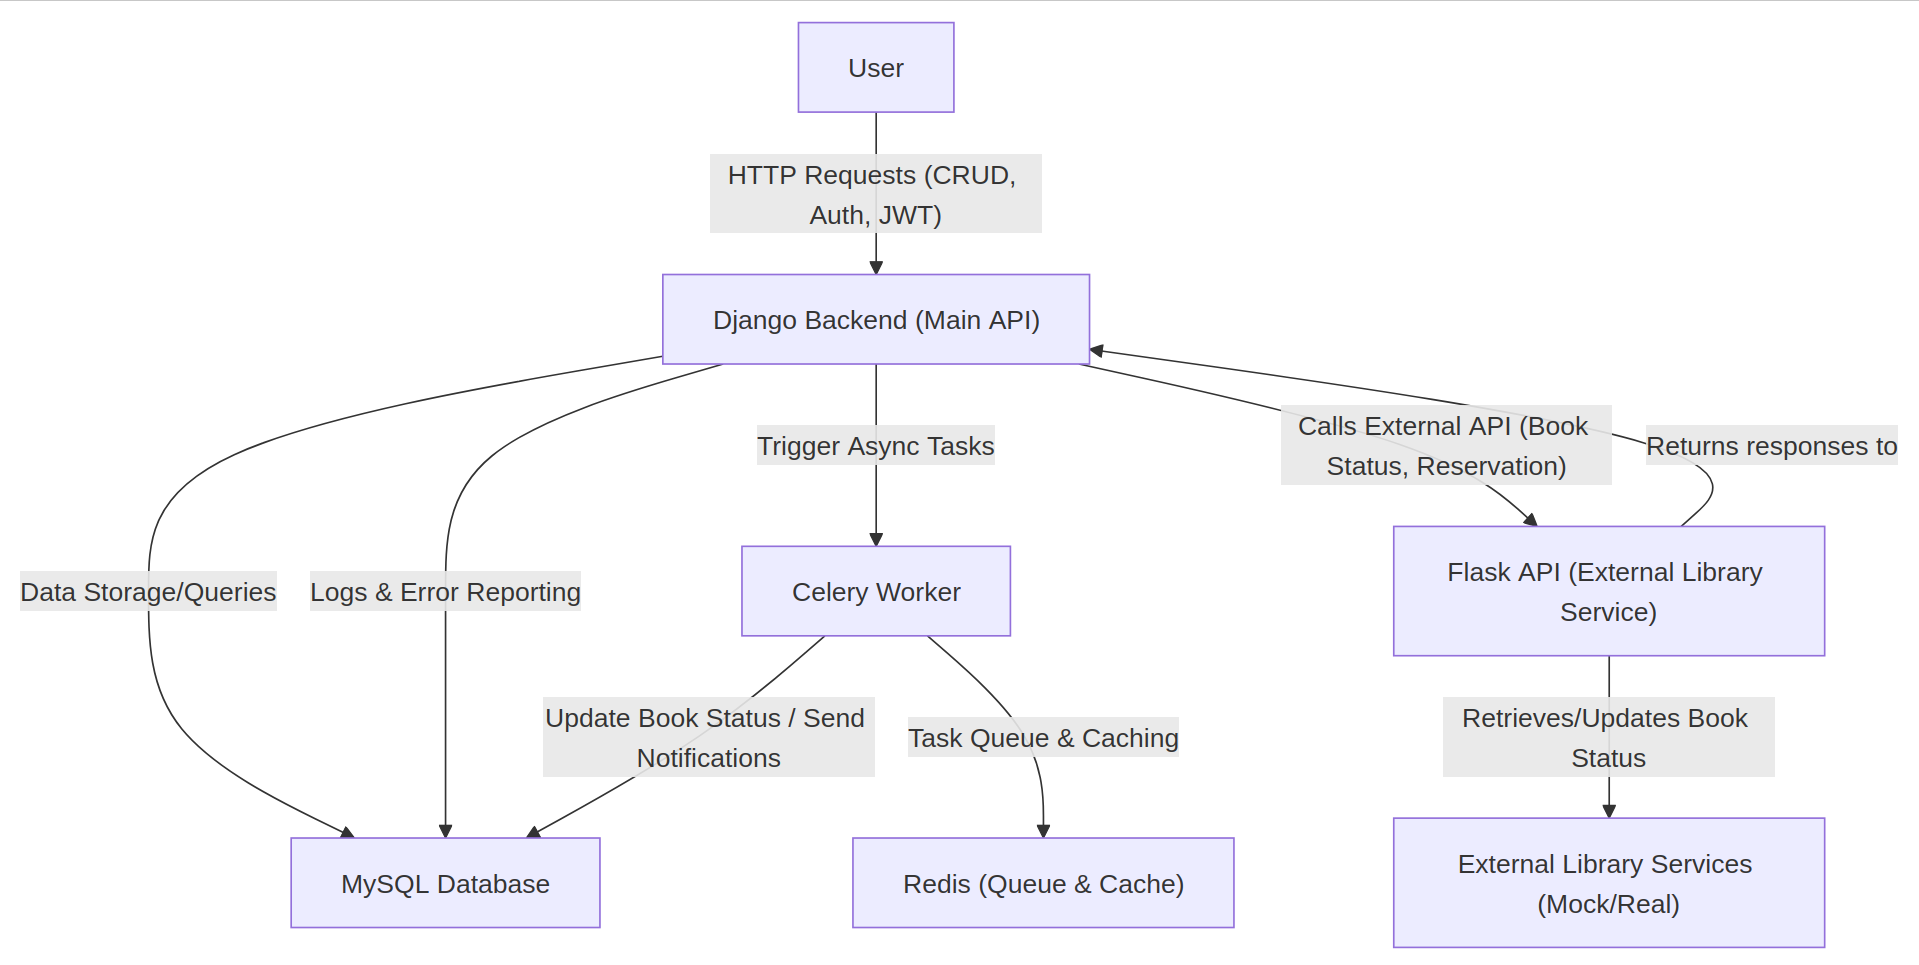 User
HTTP Requests (CRUD,
Auth, JWT)
Django Backend (Main API)
Trigger Async Tasks
Calls External API (Book
Status, Reservation)
Returns responses to
Data Storage/Queries
Logs & Error Reporting
Celery Worker
Flask API (External Library
Service)
Update Book Status / Send
Notifications
Task Queue & Caching
Retrieves/Updates Book
Status
MySQL Database
Redis (Queue & Cache)
External Library Services
(Mock/Real)